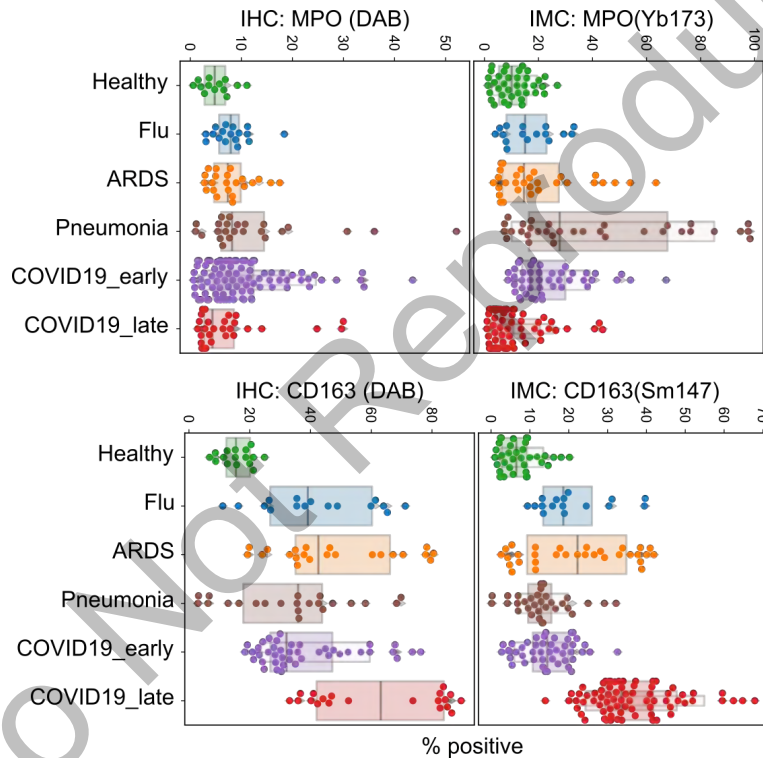 IHC: MPO (DAB) IMC: MPO(Yb173)
0 10 20 30 40 50 0 20 40 60 80 100
Healthy
Flu
ARDS
Pneumonia
COVID19_early
COVID19_late
IHC: CD163 (DAB) IMC: CD163(Sm147)
0 20 40 60 80 0 10 20 30 40 50 60 70
Healthy
Flu
ARDS
Pneumonia
COVID19_early
COVID19_late
% positive
Do Not Reprodu